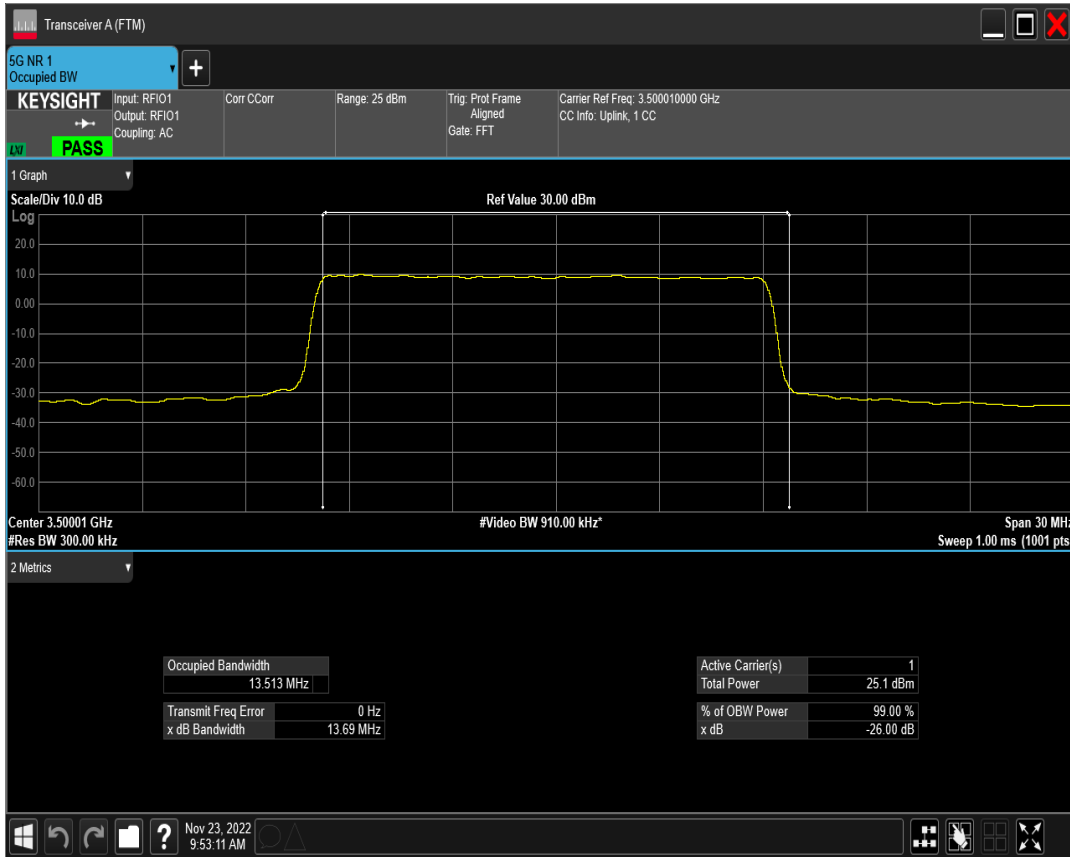 Transceiver A (FTM)
5G NR 1
Occupied BW
+
KEYSIGHT
LXI
PASS
Input: RFIO1
Output: RFIO1
Coupling: AC
Corr CCorr
Range: 25 dBm
Trig: Prot Frame
Aligned
Gate: FFT
Carrier Ref Freq: 3.500010000 GHz
CC Info: Uplink, 1 CC
1 Graph
Scale/Div 10.0 dB
Ref Value 30.00 dBm
Log
20.0
10.0
0.00
-10.0
-20.0
-30.0
-40.0
-50.0
-60.0
Center 3.50001 GHz
#Video BW 910.00 kHz*
Span 30 MHz
#Res BW 300.00 kHz
Sweep 1.00 ms (1001 pts
2 Metrics
Occupied Bandwidth
13.513 MHz
Transmit Freq Error 0 Hz
x dB Bandwidth 13.69 MHz
Active Carrier(s) 1
Total Power 25.1 dBm
% of OBW Power 99.00 %
x dB -26.00 dB
?
Nov 23, 2022
9:53:11 AM